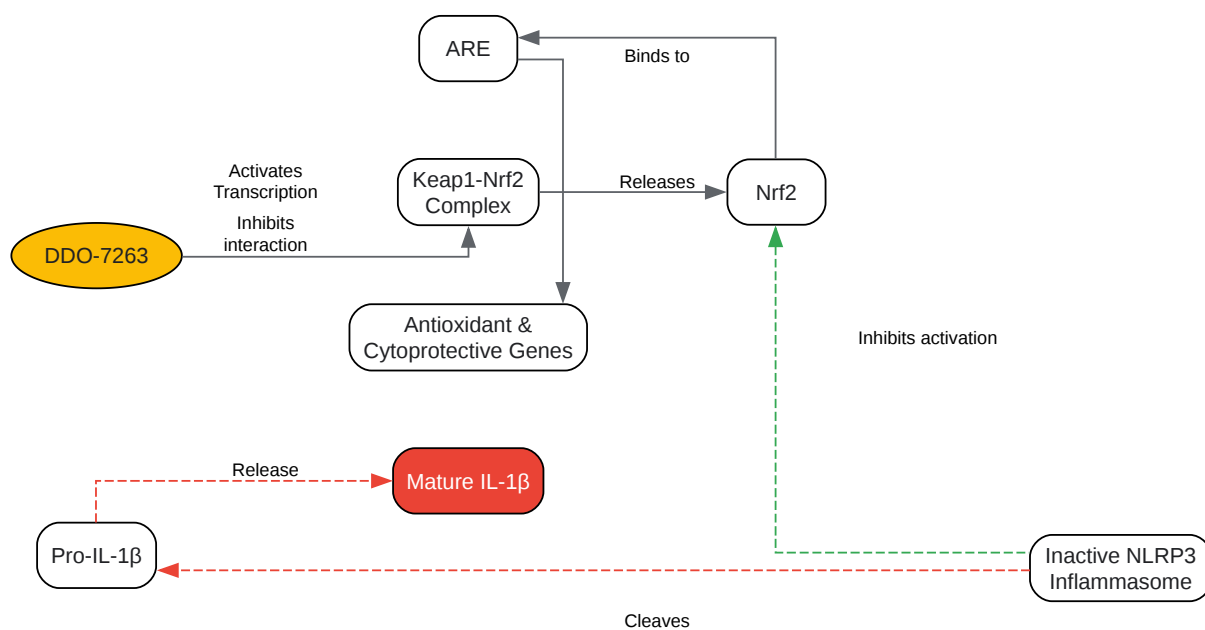 ARE
Binds to
Activates
Transcription
Keap1-Nrf2
Complex
Releases
Nrf2
Inhibits
interaction
DDO-7263
Antioxidant &
Cytoprotective Genes
Inhibits activation
Release
Mature IL-1β
Pro-IL-1β
Inactive NLRP3
Inflammasome
Cleaves